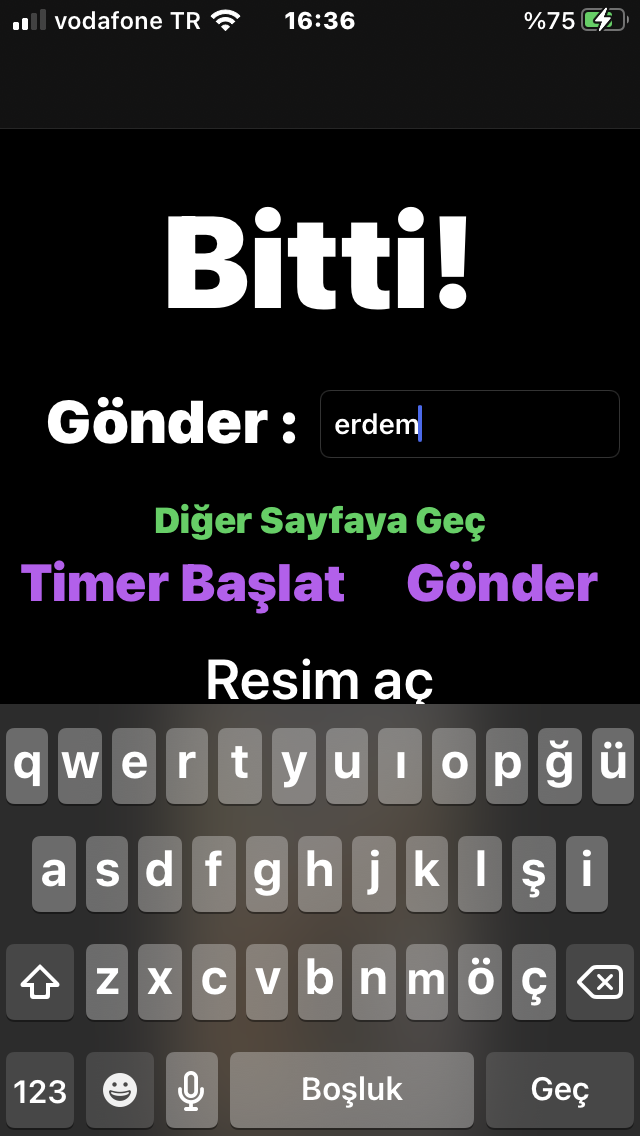 vodafone TR 16:36 %75
Bitti!
Gönder : erdem
Diğer Sayfaya Geç
Timer Başlat Gönder
Resim aç
q w e r t y u ı o p ğ ü
a s d f g h j k l ş i
z x c v b n m ö ç
123 Boşluk Geç